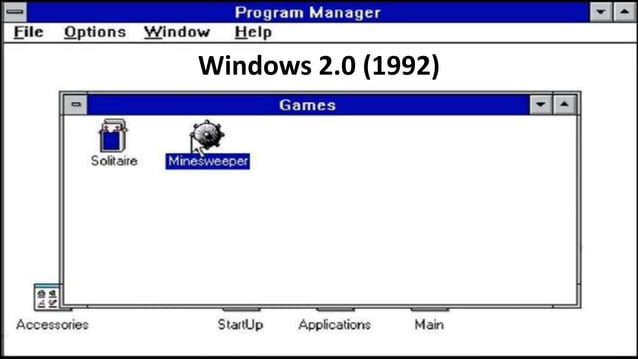 Program Manager
File Options Window Help
Windows 2.0 (1992)
Games
Solitaire Minesweeper
Accessories StartUp Applications Main